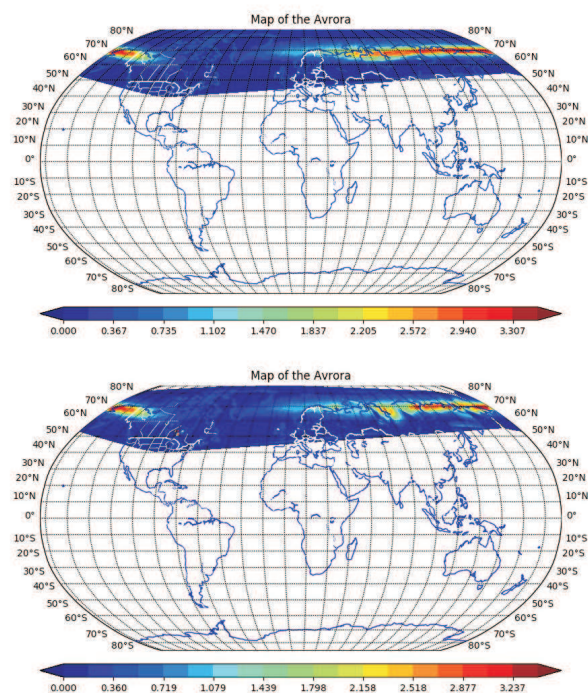 Map of the Avrora
80°N 80°N
70°N 70°N
60°N 60°N
50°N 50°N
40°N 40°N
30°N 30°N
20°N 20°N
10°N 10°N
0° 0°
10°S 10°S
20°S 20°S
30°S 30°S
40°S 40°S
50°S 50°S
60°S 60°S
70°S 70°S
80°S 80°S
0.000 0.367 0.735 1.102 1.470 1.837 2.205 2.572 2.940 3.307
Map of the Avrora
80°N 80°N
70°N 70°N
60°N 60°N
50°N 50°N
40°N 40°N
30°N 30°N
20°N 20°N
10°N 10°N
0° 0°
10°S 10°S
20°S 20°S
30°S 30°S
40°S 40°S
50°S 50°S
60°S 60°S
70°S 70°S
80°S 80°S
0.000 0.360 0.719 1.079 1.439 1.798 2.158 2.518 2.877 3.237